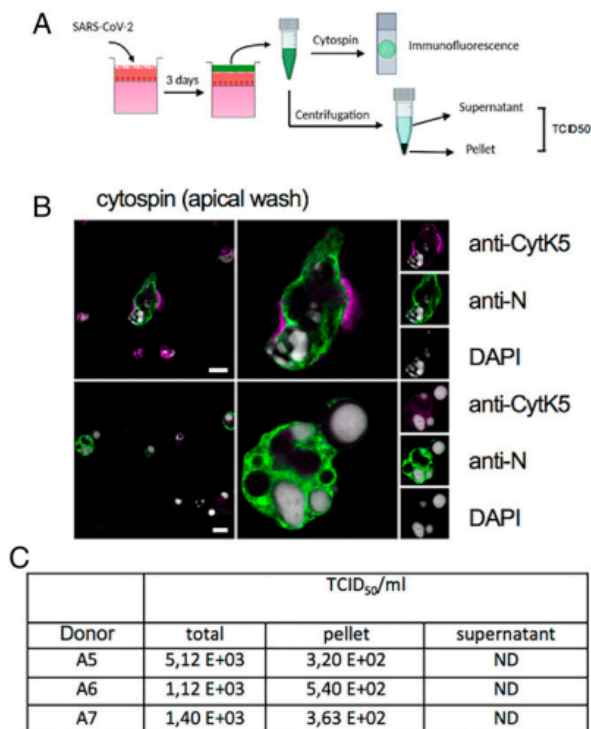 A
SARS-CoV-2
3 days
Cytospin
Immunofluorescence
Centrifugation
Supernatant
Pellet
TCID50
B
cytospin (apical wash)
anti-CytK5
anti-N
DAPI
anti-CytK5
anti-N
DAPI
C
TCID50/ml
Donor total pellet supernatant
A5 5,12 E+03 3,20 E+02 ND
A6 1,12 E+03 5,40 E+02 ND
A7 1,40 E+03 3,63 E+02 ND